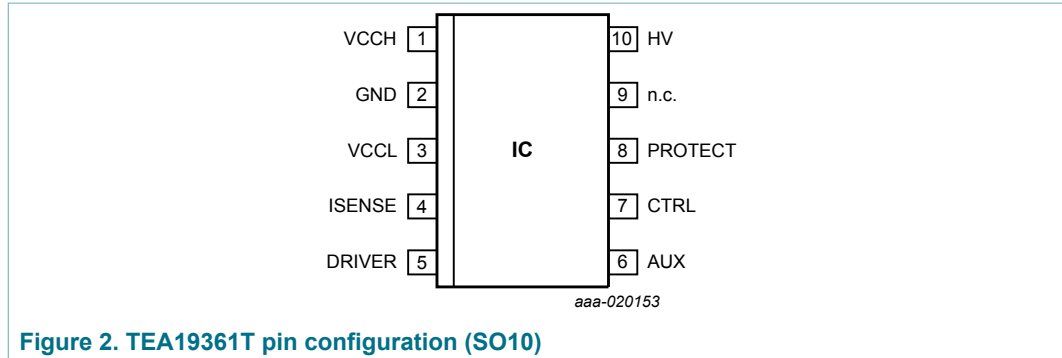 VCCH 1 10 HV
GND 2 9 n.c.
VCCL 3 IC 8 PROTECT
ISENSE 4 7 CTRL
DRIVER 5 6 AUX
aaa-020153
Figure 2. TEA19361T pin configuration (SO10)